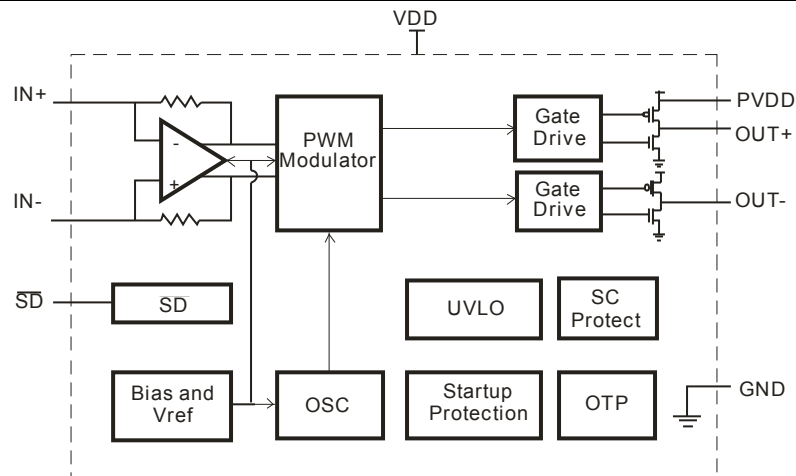 VDD
IN+
PWM
Modulator
Gate
Drive
PVDD
OUT+
-
+
IN-
Gate
Drive
OUT-
S̅D̅
SD
UVLO
SC
Protect
Bias and
Vref
OSC
Startup
Protection
OTP
GND